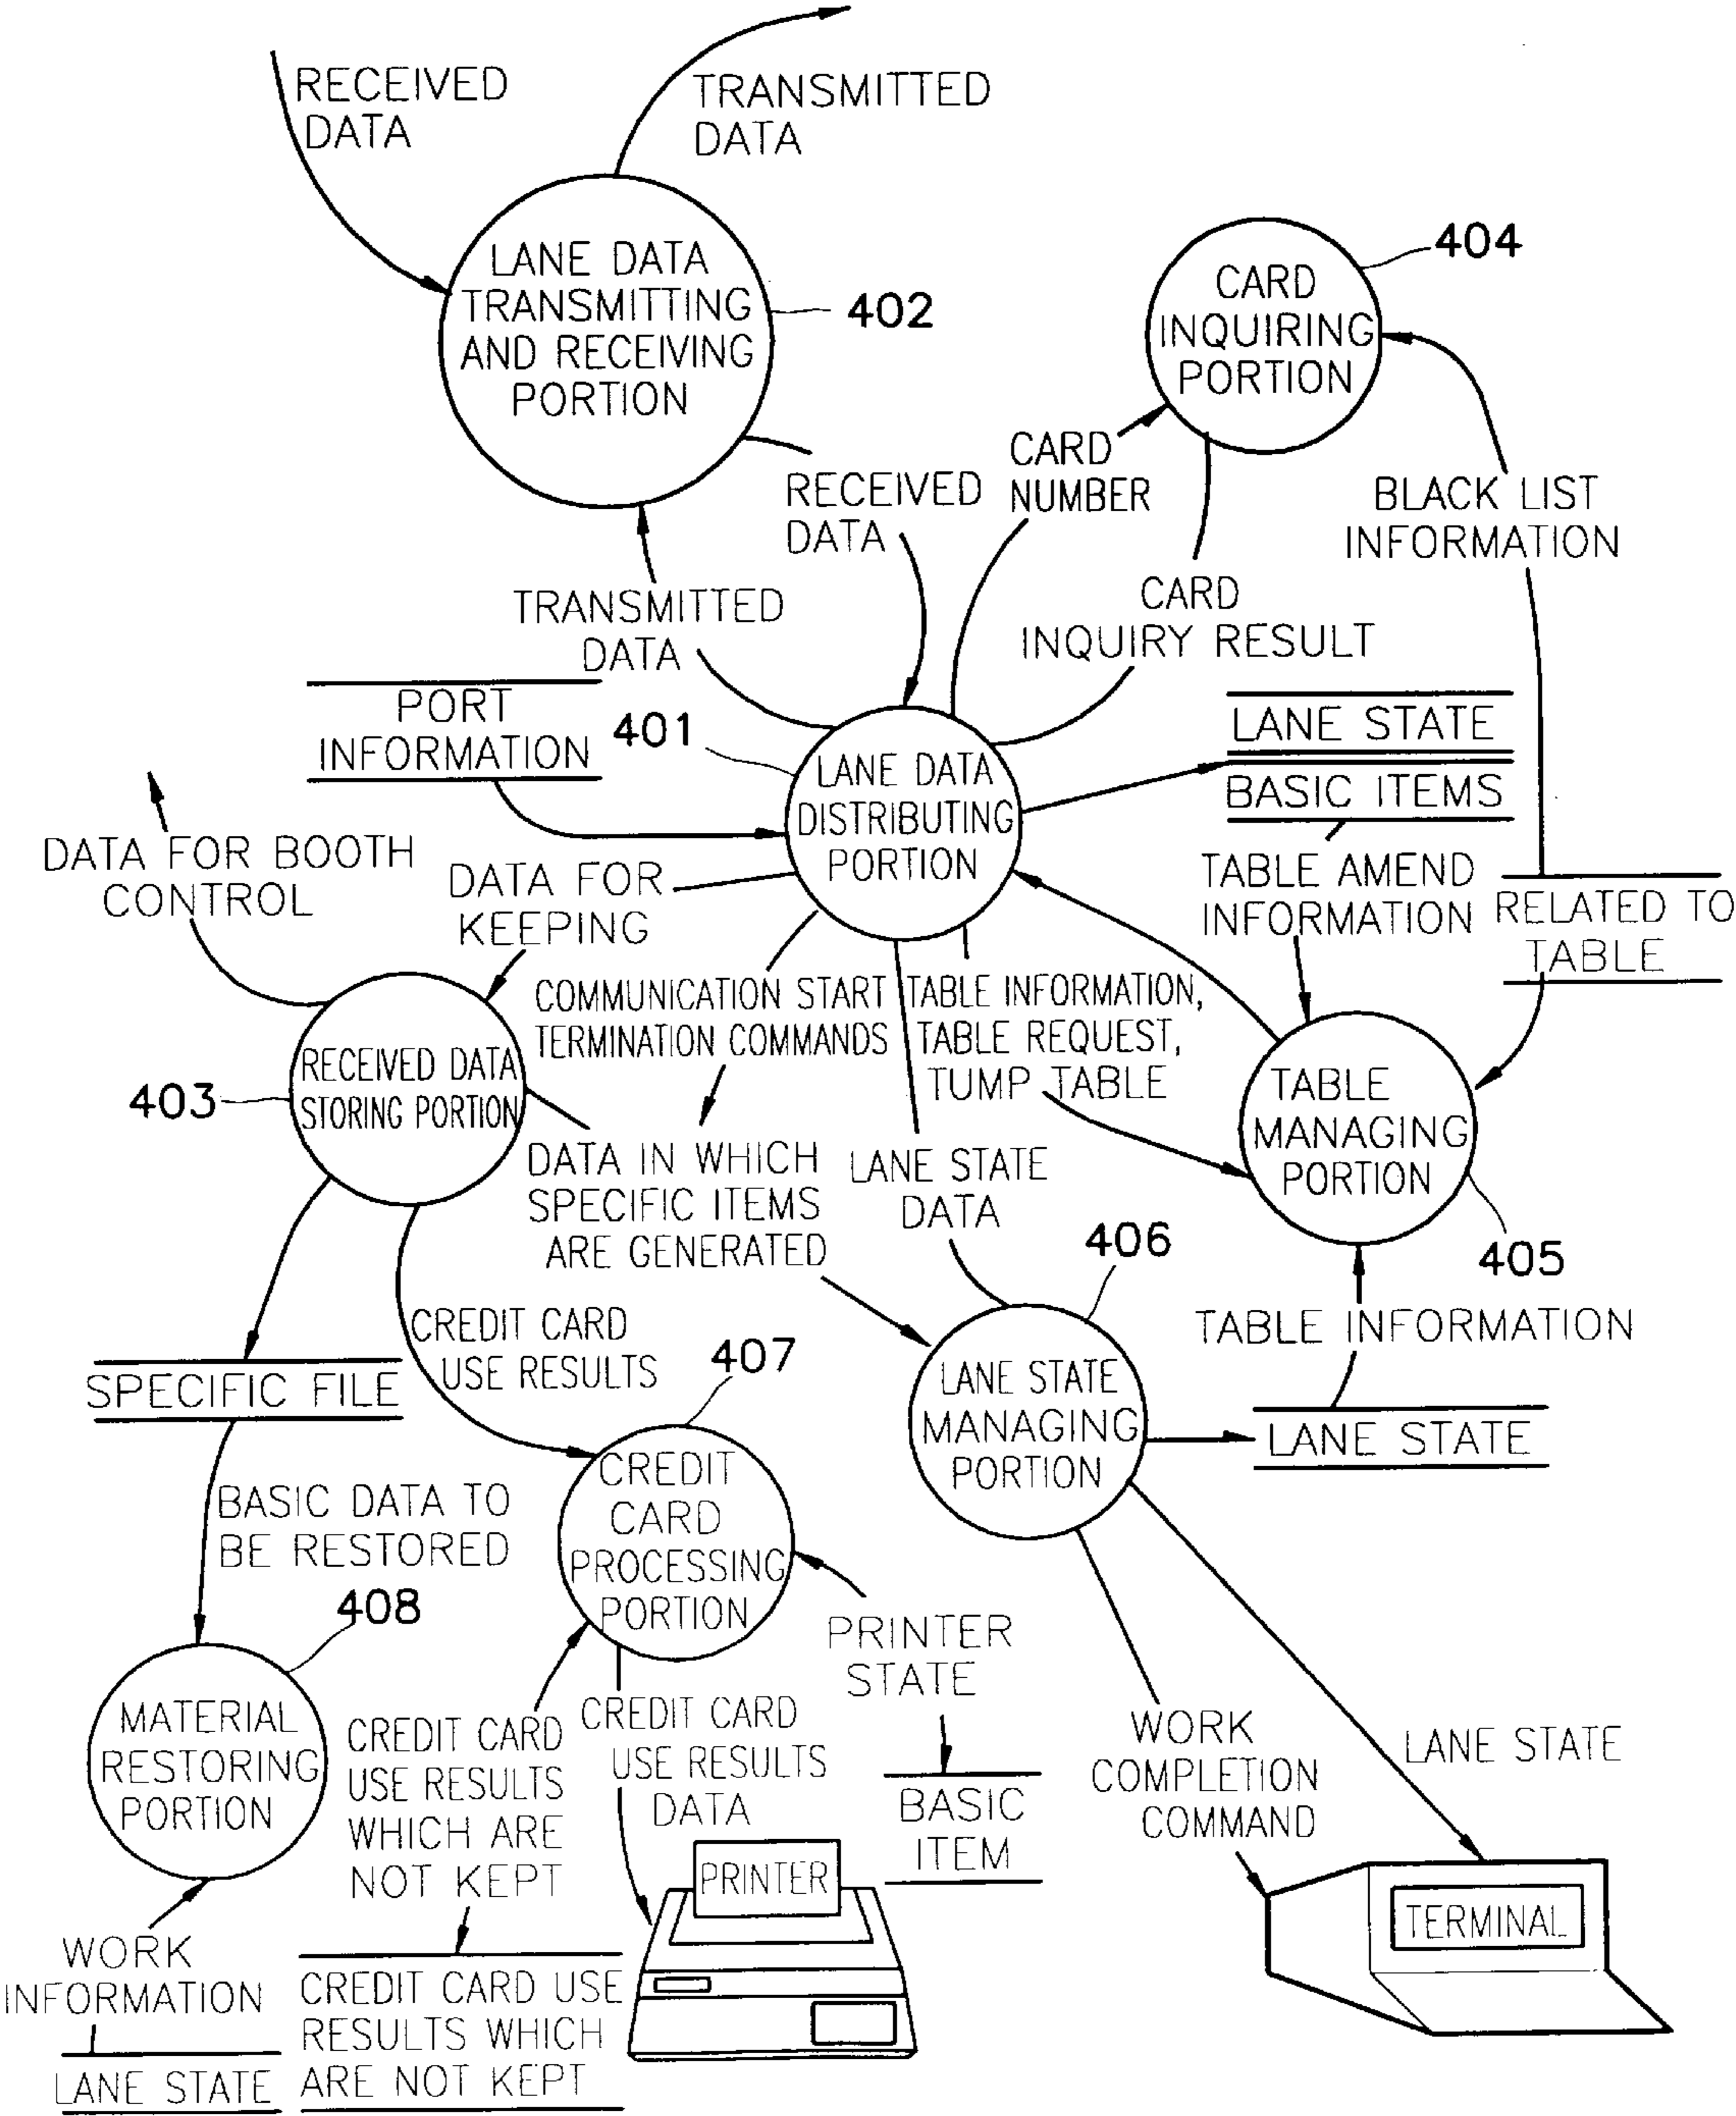 RECEIVED
DATA
TRANSMITTED
DATA
LANE DATA
TRANSMITTING
AND RECEIVING
PORTION
402
CARD
INQUIRING
PORTION
404
CARD
NUMBER
RECEIVED
DATA
BLACK LIST
INFORMATION
TRANSMITTED
DATA
CARD
INQUIRY RESULT
PORT
INFORMATION
401
LANE DATA
DISTRIBUTING
PORTION
LANE STATE
BASIC ITEMS
DATA FOR BOOTH
CONTROL
DATA FOR
KEEPING
TABLE AMEND
INFORMATION
RELATED TO
TABLE
COMMUNICATION START
TERMINATION COMMANDS
TABLE INFORMATION,
TABLE REQUEST,
TUMP TABLE
RECEIVED DATA
STORING PORTION
403
TABLE
MANAGING
PORTION
405
DATA IN WHICH
SPECIFIC ITEMS
ARE GENERATED
LANE STATE
DATA
406
TABLE INFORMATION
CREDIT CARD
USE RESULTS
407
SPECIFIC FILE
LANE STATE
MANAGING
PORTION
LANE STATE
BASIC DATA TO
BE RESTORED
CREDIT
CARD
PROCESSING
PORTION
408
PRINTER
STATE
MATERIAL
RESTORING
PORTION
CREDIT CARD
USE RESULTS
WHICH ARE
NOT KEPT
CREDIT CARD
USE RESULTS
DATA
BASIC
ITEM
WORK
COMPLETION
COMMAND
LANE STATE
PRINTER
TERMINAL
WORK
INFORMATION
LANE STATE
CREDIT CARD USE
RESULTS WHICH
ARE NOT KEPT